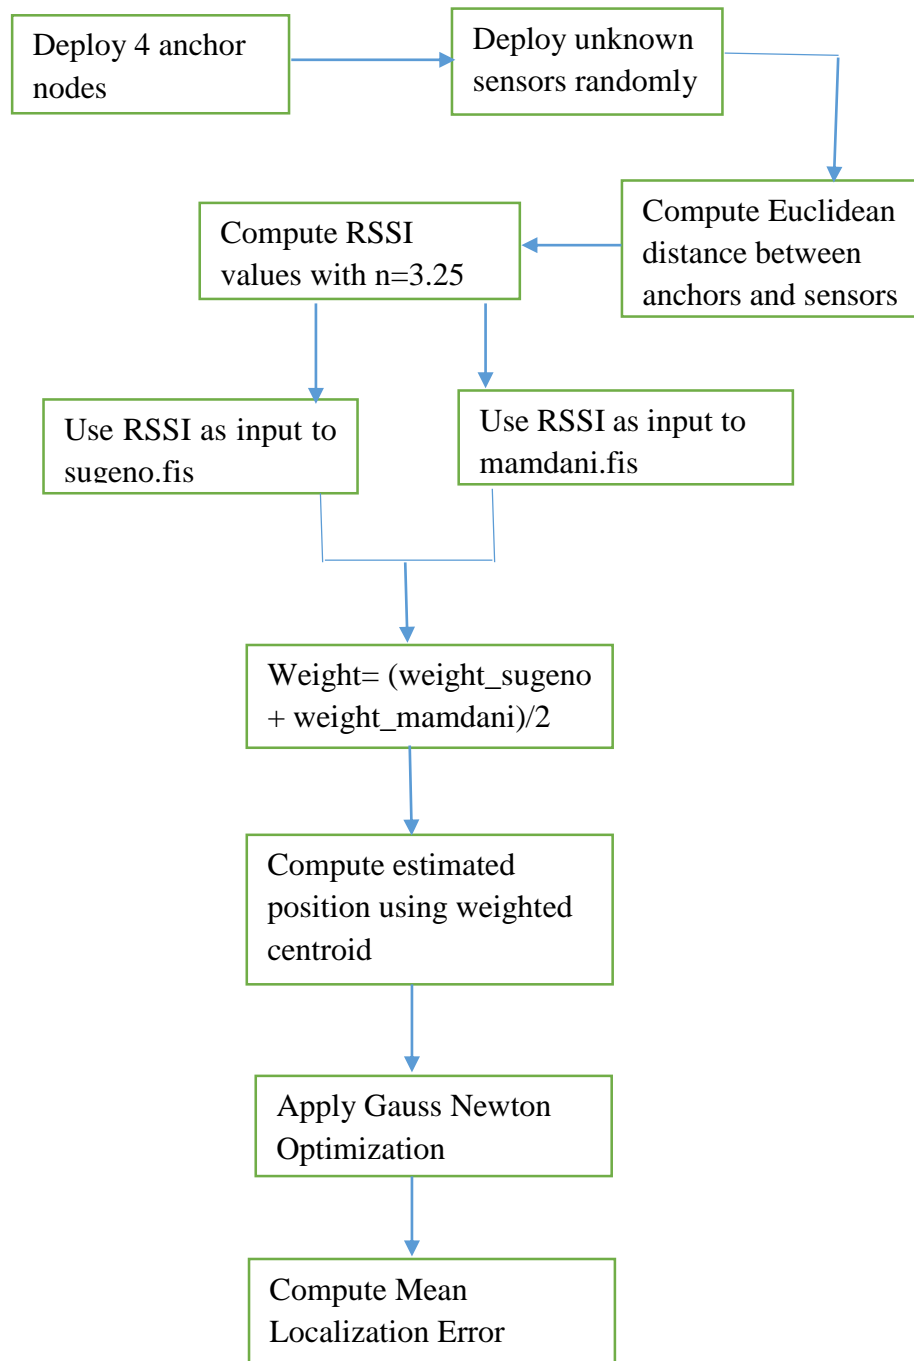 Deploy 4 anchor
nodes
Deploy unknown
sensors randomly
Compute Euclidean
distance between
anchors and sensors
Compute RSSI
values with n=3.25
Use RSSI as input to
sugeno.fis
Use RSSI as input to
mamdani.fis
Weight= (weight_sugeno
+ weight_mamdani)/2
Compute estimated
position using weighted
centroid
Apply Gauss Newton
Optimization
Compute Mean
Localization Error